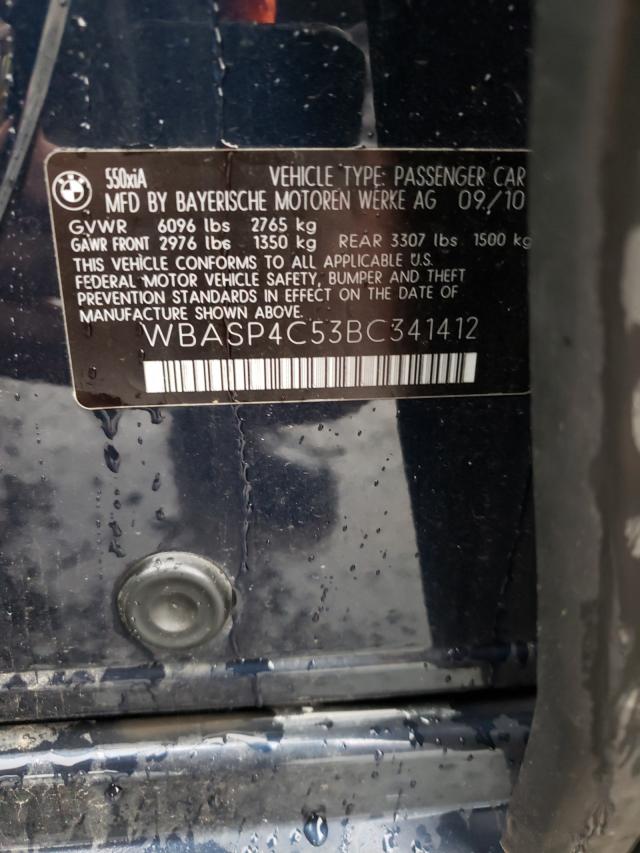 550xiA VEHICLE TYPE: PASSENGER CAR
MFD BY BAYERISCHE MOTOREN WERKE AG 09/10
GVWR 6096 lbs 2765 kg
GAWR FRONT 2976 lbs 1350 kg REAR 3307 lbs 1500 kg
THIS VEHICLE CONFORMS TO ALL APPLICABLE U.S.
FEDERAL MOTOR VEHICLE SAFETY, BUMPER AND THEFT
PREVENTION STANDARDS IN EFFECT ON THE DATE OF
MANUFACTURE SHOWN ABOVE.
WBASP4C53BC341412